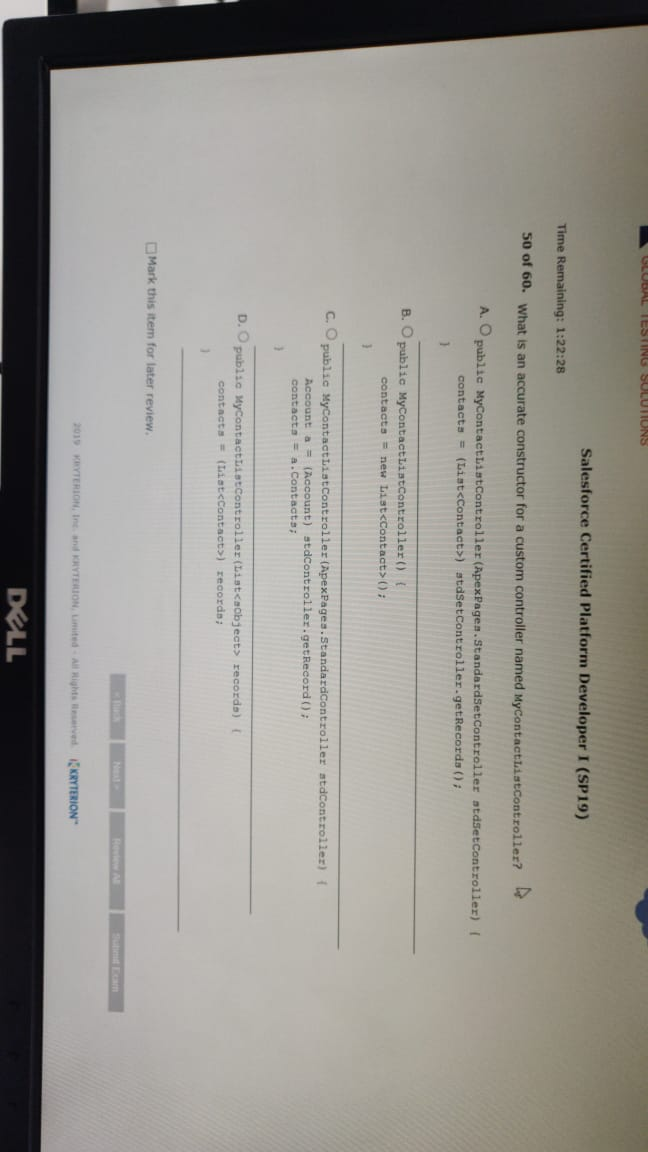 GLOBAL TESTING SOLUTIONS
Salesforce Certified Platform Developer I (SP19)
Time Remaining: 1:22:28
50 of 60. What is an accurate constructor for a custom controller named MyContactListController?
A. public MyContactListController(ApexPages.StandardSetController stdSetController) {
contacts = (List<Contact>) stdSetController.getRecords();
}
B. public MyContactListController() {
contacts = new List<Contact>();
}
C. public MyContactListController(ApexPages.StandardController stdController) {
Account a = (Account) stdController.getRecord();
contacts = a.Contacts;
}
D. public MyContactListController(List<sObject> records) {
contacts = (List<Contact>) records;
}
Mark this item for later review.
< Back Next > Review All Submit Exam
2019 KRYTERION, Inc. and KRYTERION, Limited - All Rights Reserved. KRYTERION™
DELL